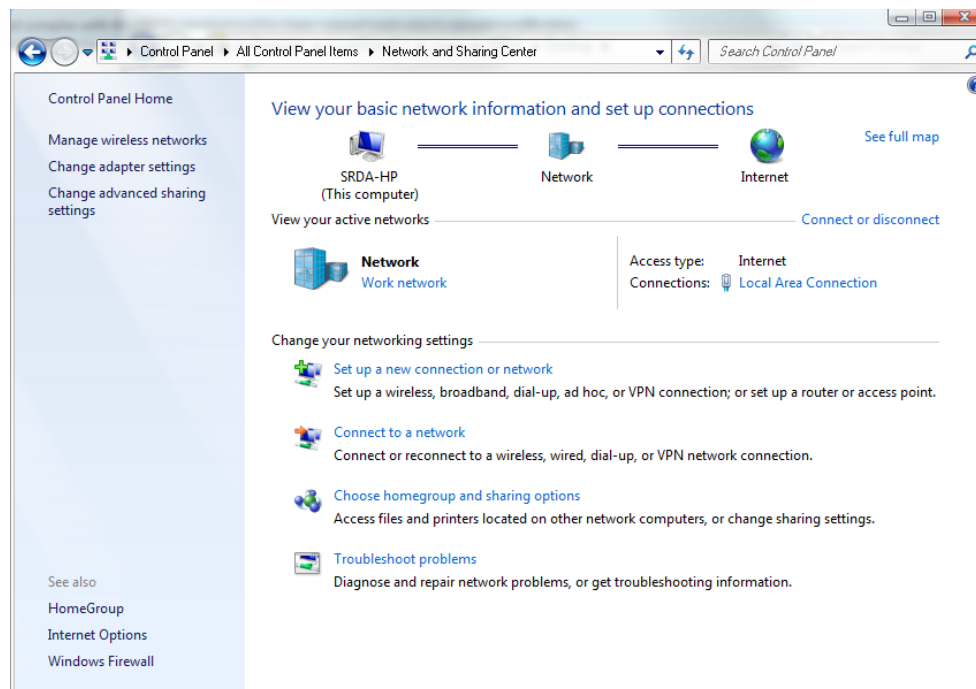 Control Panel ▸ All Control Panel Items ▸ Network and Sharing Center
Search Control Panel
Control Panel Home
Manage wireless networks
Change adapter settings
Change advanced sharing
settings
See also
HomeGroup
Internet Options
Windows Firewall
View your basic network information and set up connections
See full map
SRDA-HP
(This computer)
Network
Internet
View your active networks
Connect or disconnect
Network
Work network
Access type: Internet
Connections: Local Area Connection
Change your networking settings
Set up a new connection or network
Set up a wireless, broadband, dial-up, ad hoc, or VPN connection; or set up a router or access point.
Connect to a network
Connect or reconnect to a wireless, wired, dial-up, or VPN network connection.
Choose homegroup and sharing options
Access files and printers located on other network computers, or change sharing settings.
Troubleshoot problems
Diagnose and repair network problems, or get troubleshooting information.